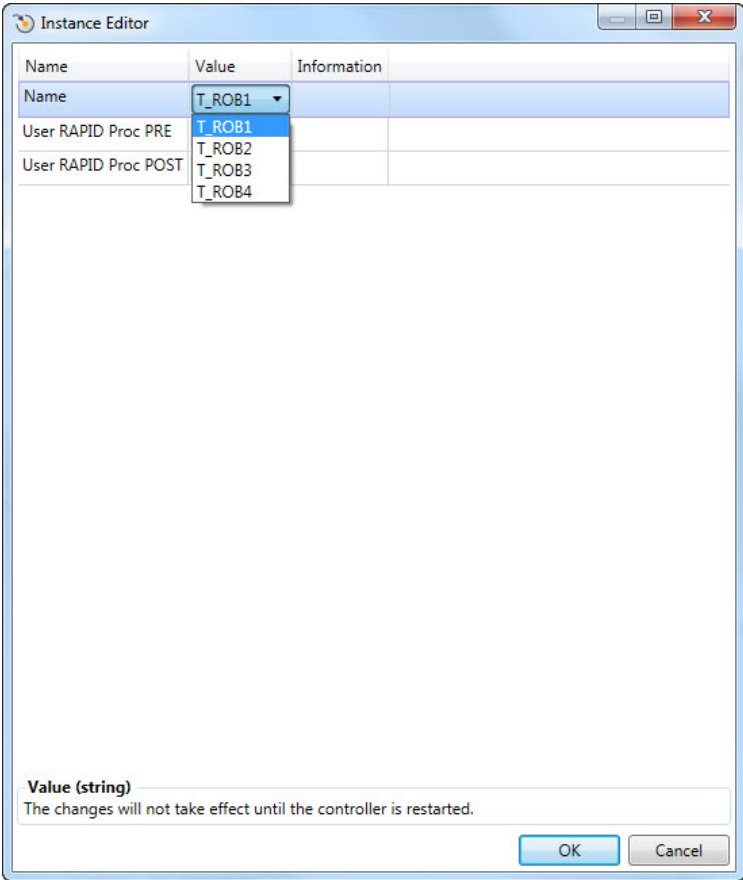 Instance Editor
Name Value Information
Name T_ROB1
T_ROB1
User RAPID Proc PRE
T_ROB2
User RAPID Proc POST
T_ROB3
T_ROB4
Value (string)
The changes will not take effect until the controller is restarted.
OK Cancel